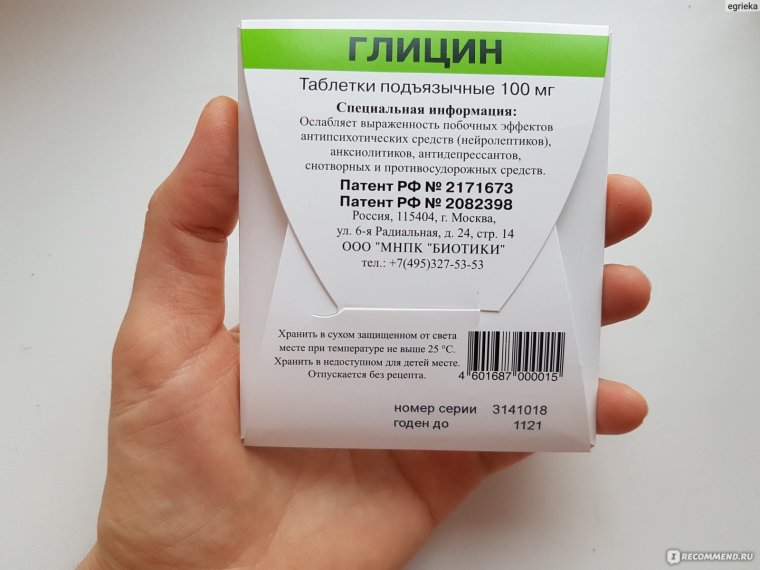 egrieka
ГЛИЦИН
Таблетки подъязычные 100 мг
Специальная информация:
Ослабляет выраженность побочных эффектов
антипсихотических средств (нейролептиков),
анксиолитиков, антидепрессантов,
снотворных и противосудорожных средств.
Патент РФ № 2171673
Патент РФ № 2082398
Россия, 115404, г. Москва,
ул. 6-я Радиальная, д. 24, стр. 14
ООО "МНПК "БИОТИКИ"
тел.: +7(495)327-53-53
Хранить в сухом защищенном от света
месте при температуре не выше 25 °С.
Хранить в недоступном для детей месте.
Отпускается без рецепта.
4 601687 000015
номер серии 3141018
годен до 1121
I RECOMMEND.RU